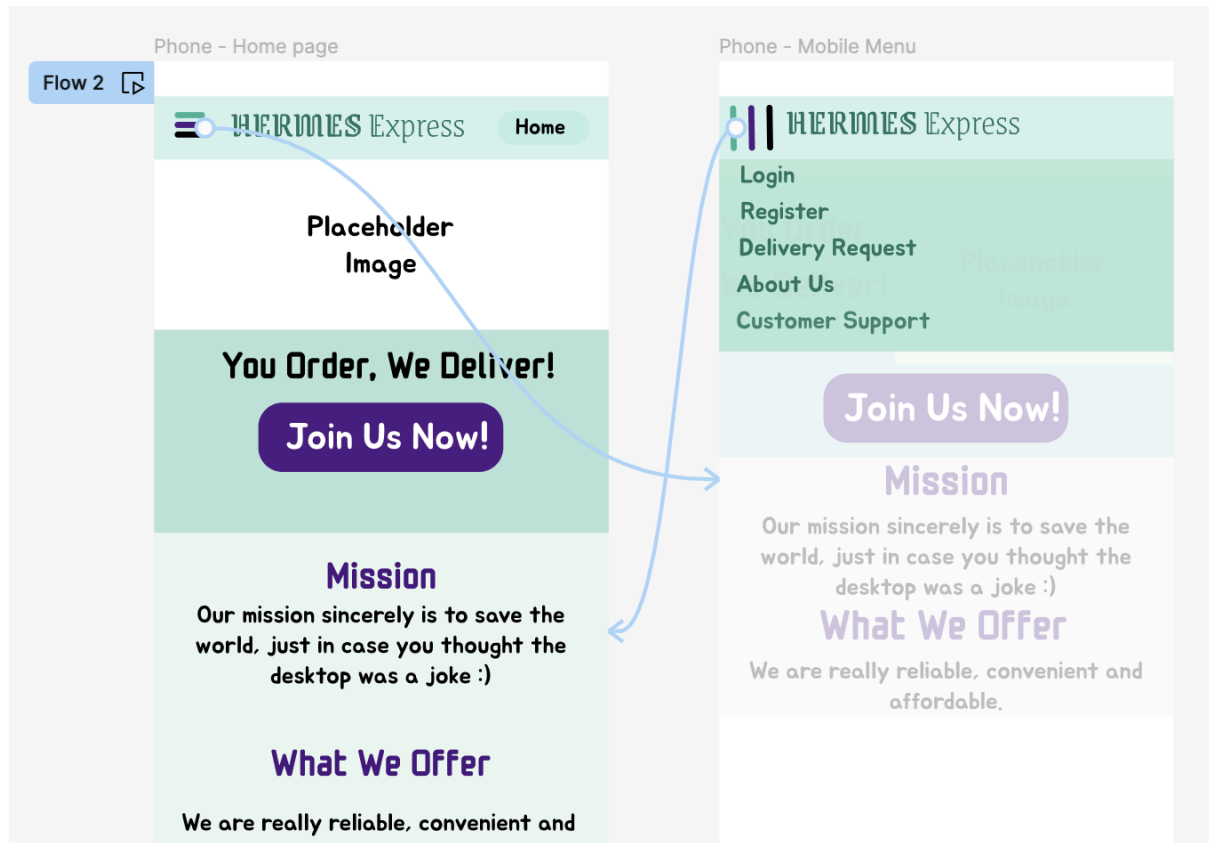 Phone - Home page
Flow 2
HERMES Express
Home
Placeholder
Image
You Order, We Deliver!
Join Us Now!
Mission
Our mission sincerely is to save the
world, just in case you thought the
desktop was a joke :)
What We Offer
We are really reliable, convenient and
Phone - Mobile Menu
HERMES Express
Login
Register
Delivery Request
About Us
Customer Support
You Order,
We Deliver!
Placeholder
Image
Join Us Now!
Mission
Our mission sincerely is to save the
world, just in case you thought the
desktop was a joke :)
What We Offer
We are really reliable, convenient and
affordable.